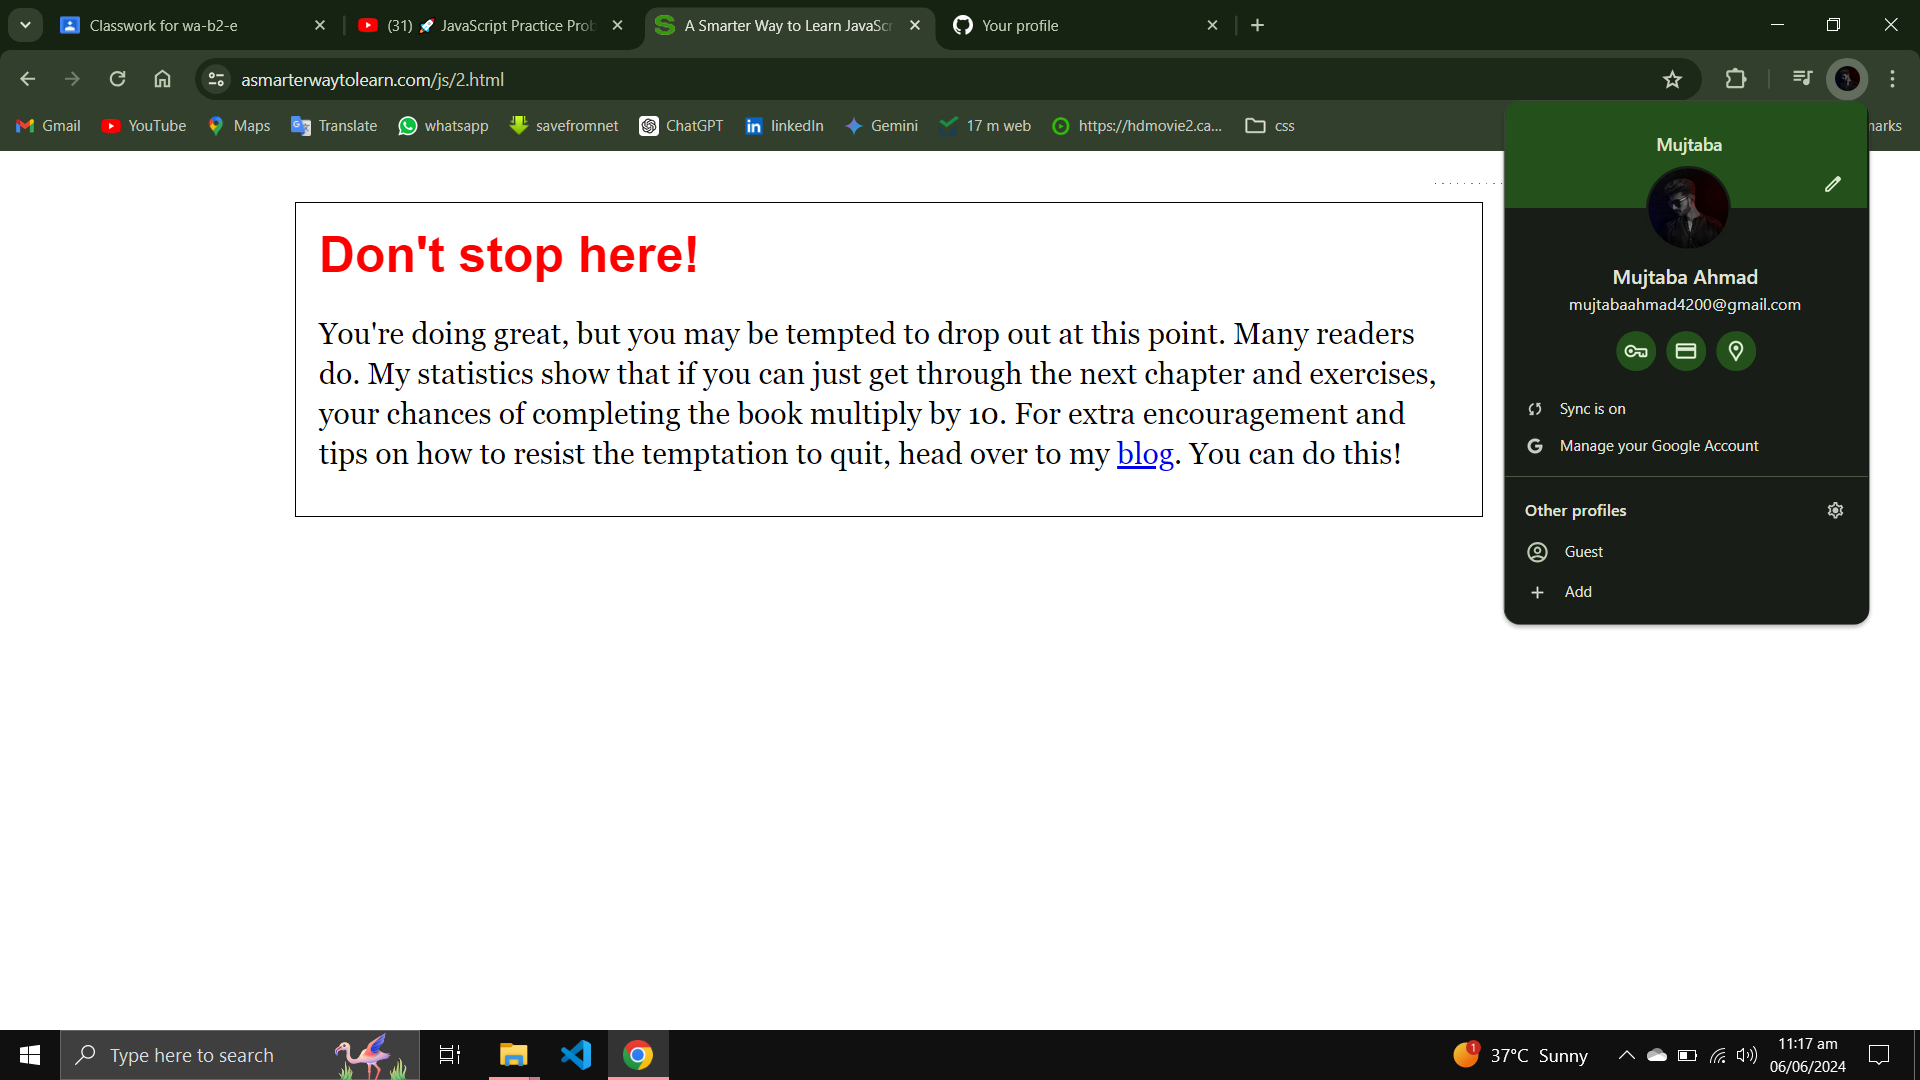 Classwork for wa-b2-e
(31) 🚀 JavaScript Practice Prob
A Smarter Way to Learn JavaScr
Your profile
asmarterwaytolearn.com/js/2.html
Gmail
YouTube
Maps
Translate
whatsapp
savefromnet
ChatGPT
linkedIn
Gemini
17 m web
https://hdmovie2.ca...
css
narks
Don't stop here!
You're doing great, but you may be tempted to drop out at this point. Many readers
do. My statistics show that if you can just get through the next chapter and exercises,
your chances of completing the book multiply by 10. For extra encouragement and
tips on how to resist the temptation to quit, head over to my blog. You can do this!
Mujtaba
Mujtaba Ahmad
mujtabaahmad4200@gmail.com
Sync is on
Manage your Google Account
Other profiles
Guest
Add
Type here to search
1
37°C Sunny
11:17 am
06/06/2024